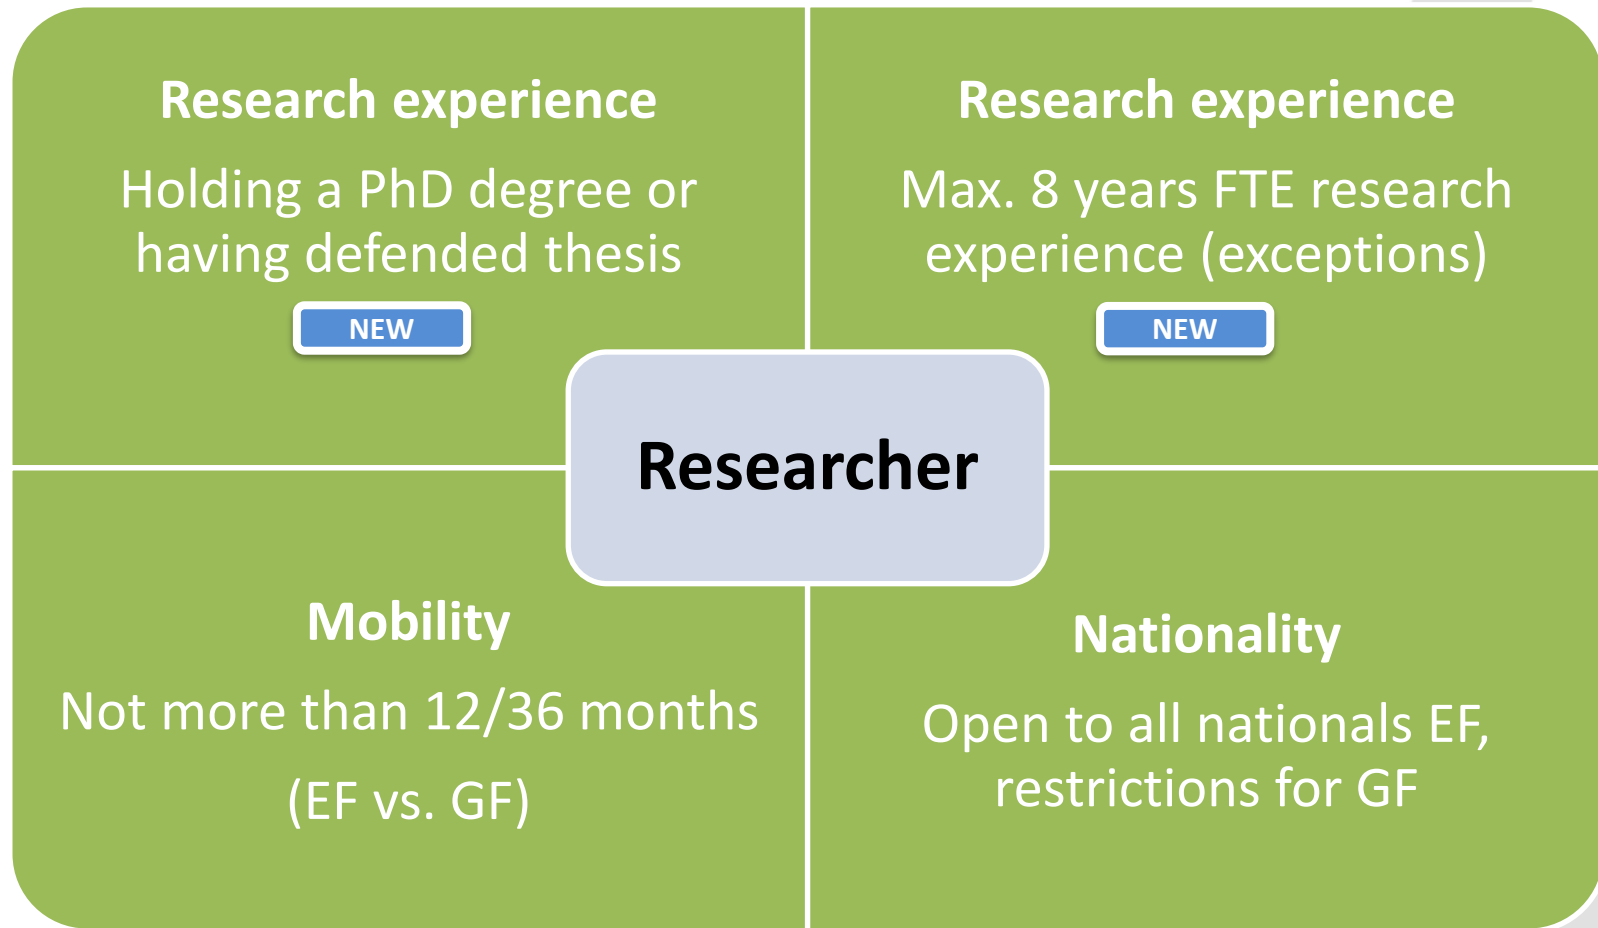 Research experience
Holding a PhD degree or
having defended thesis
NEW
Research experience
Max. 8 years FTE research
experience (exceptions)
NEW
Researcher
Mobility
Not more than 12/36 months
(EF vs. GF)
Nationality
Open to all nationals EF,
restrictions for GF